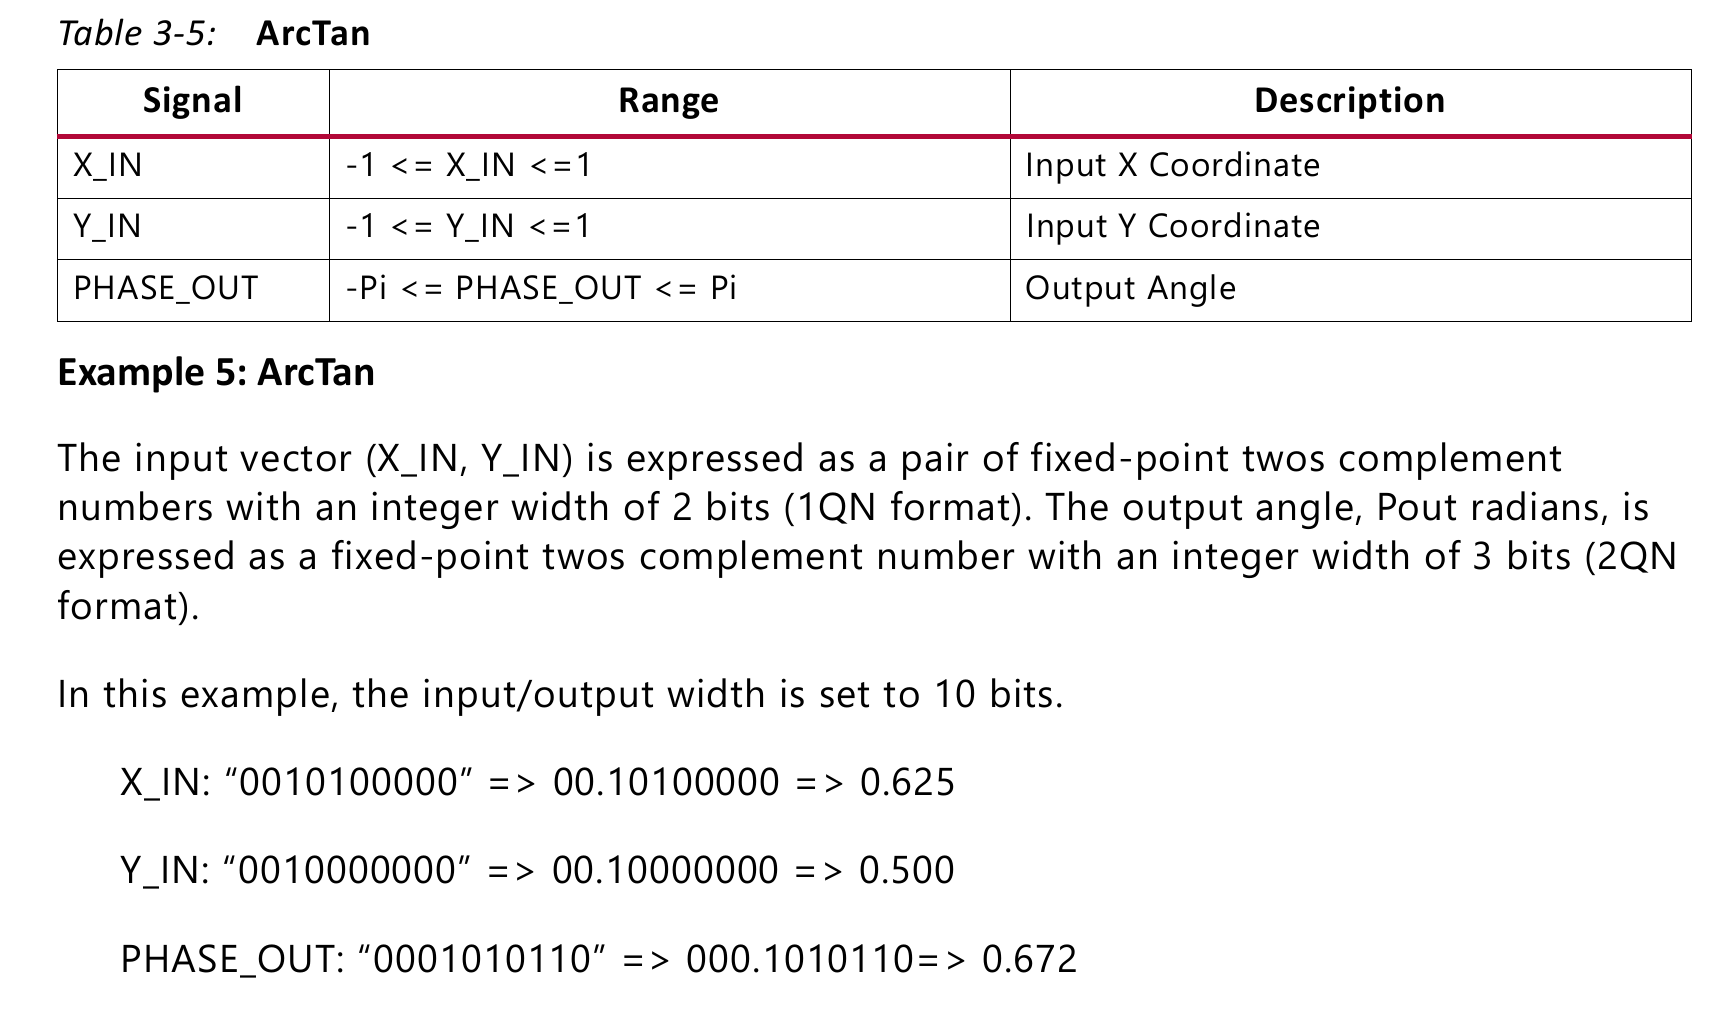 Table 3-5: ArcTan
Signal Range Description
X_IN -1 <= X_IN <=1 Input X Coordinate
Y_IN -1 <= Y_IN <=1 Input Y Coordinate
PHASE_OUT -Pi <= PHASE_OUT <= Pi Output Angle
Example 5: ArcTan
The input vector (X_IN, Y_IN) is expressed as a pair of fixed-point twos complement
numbers with an integer width of 2 bits (1QN format). The output angle, Pout radians, is
expressed as a fixed-point twos complement number with an integer width of 3 bits (2QN
format).
In this example, the input/output width is set to 10 bits.
X_IN: “0010100000” => 00.10100000 => 0.625
Y_IN: “0010000000” => 00.10000000 => 0.500
PHASE_OUT: “0001010110” => 000.1010110=> 0.672